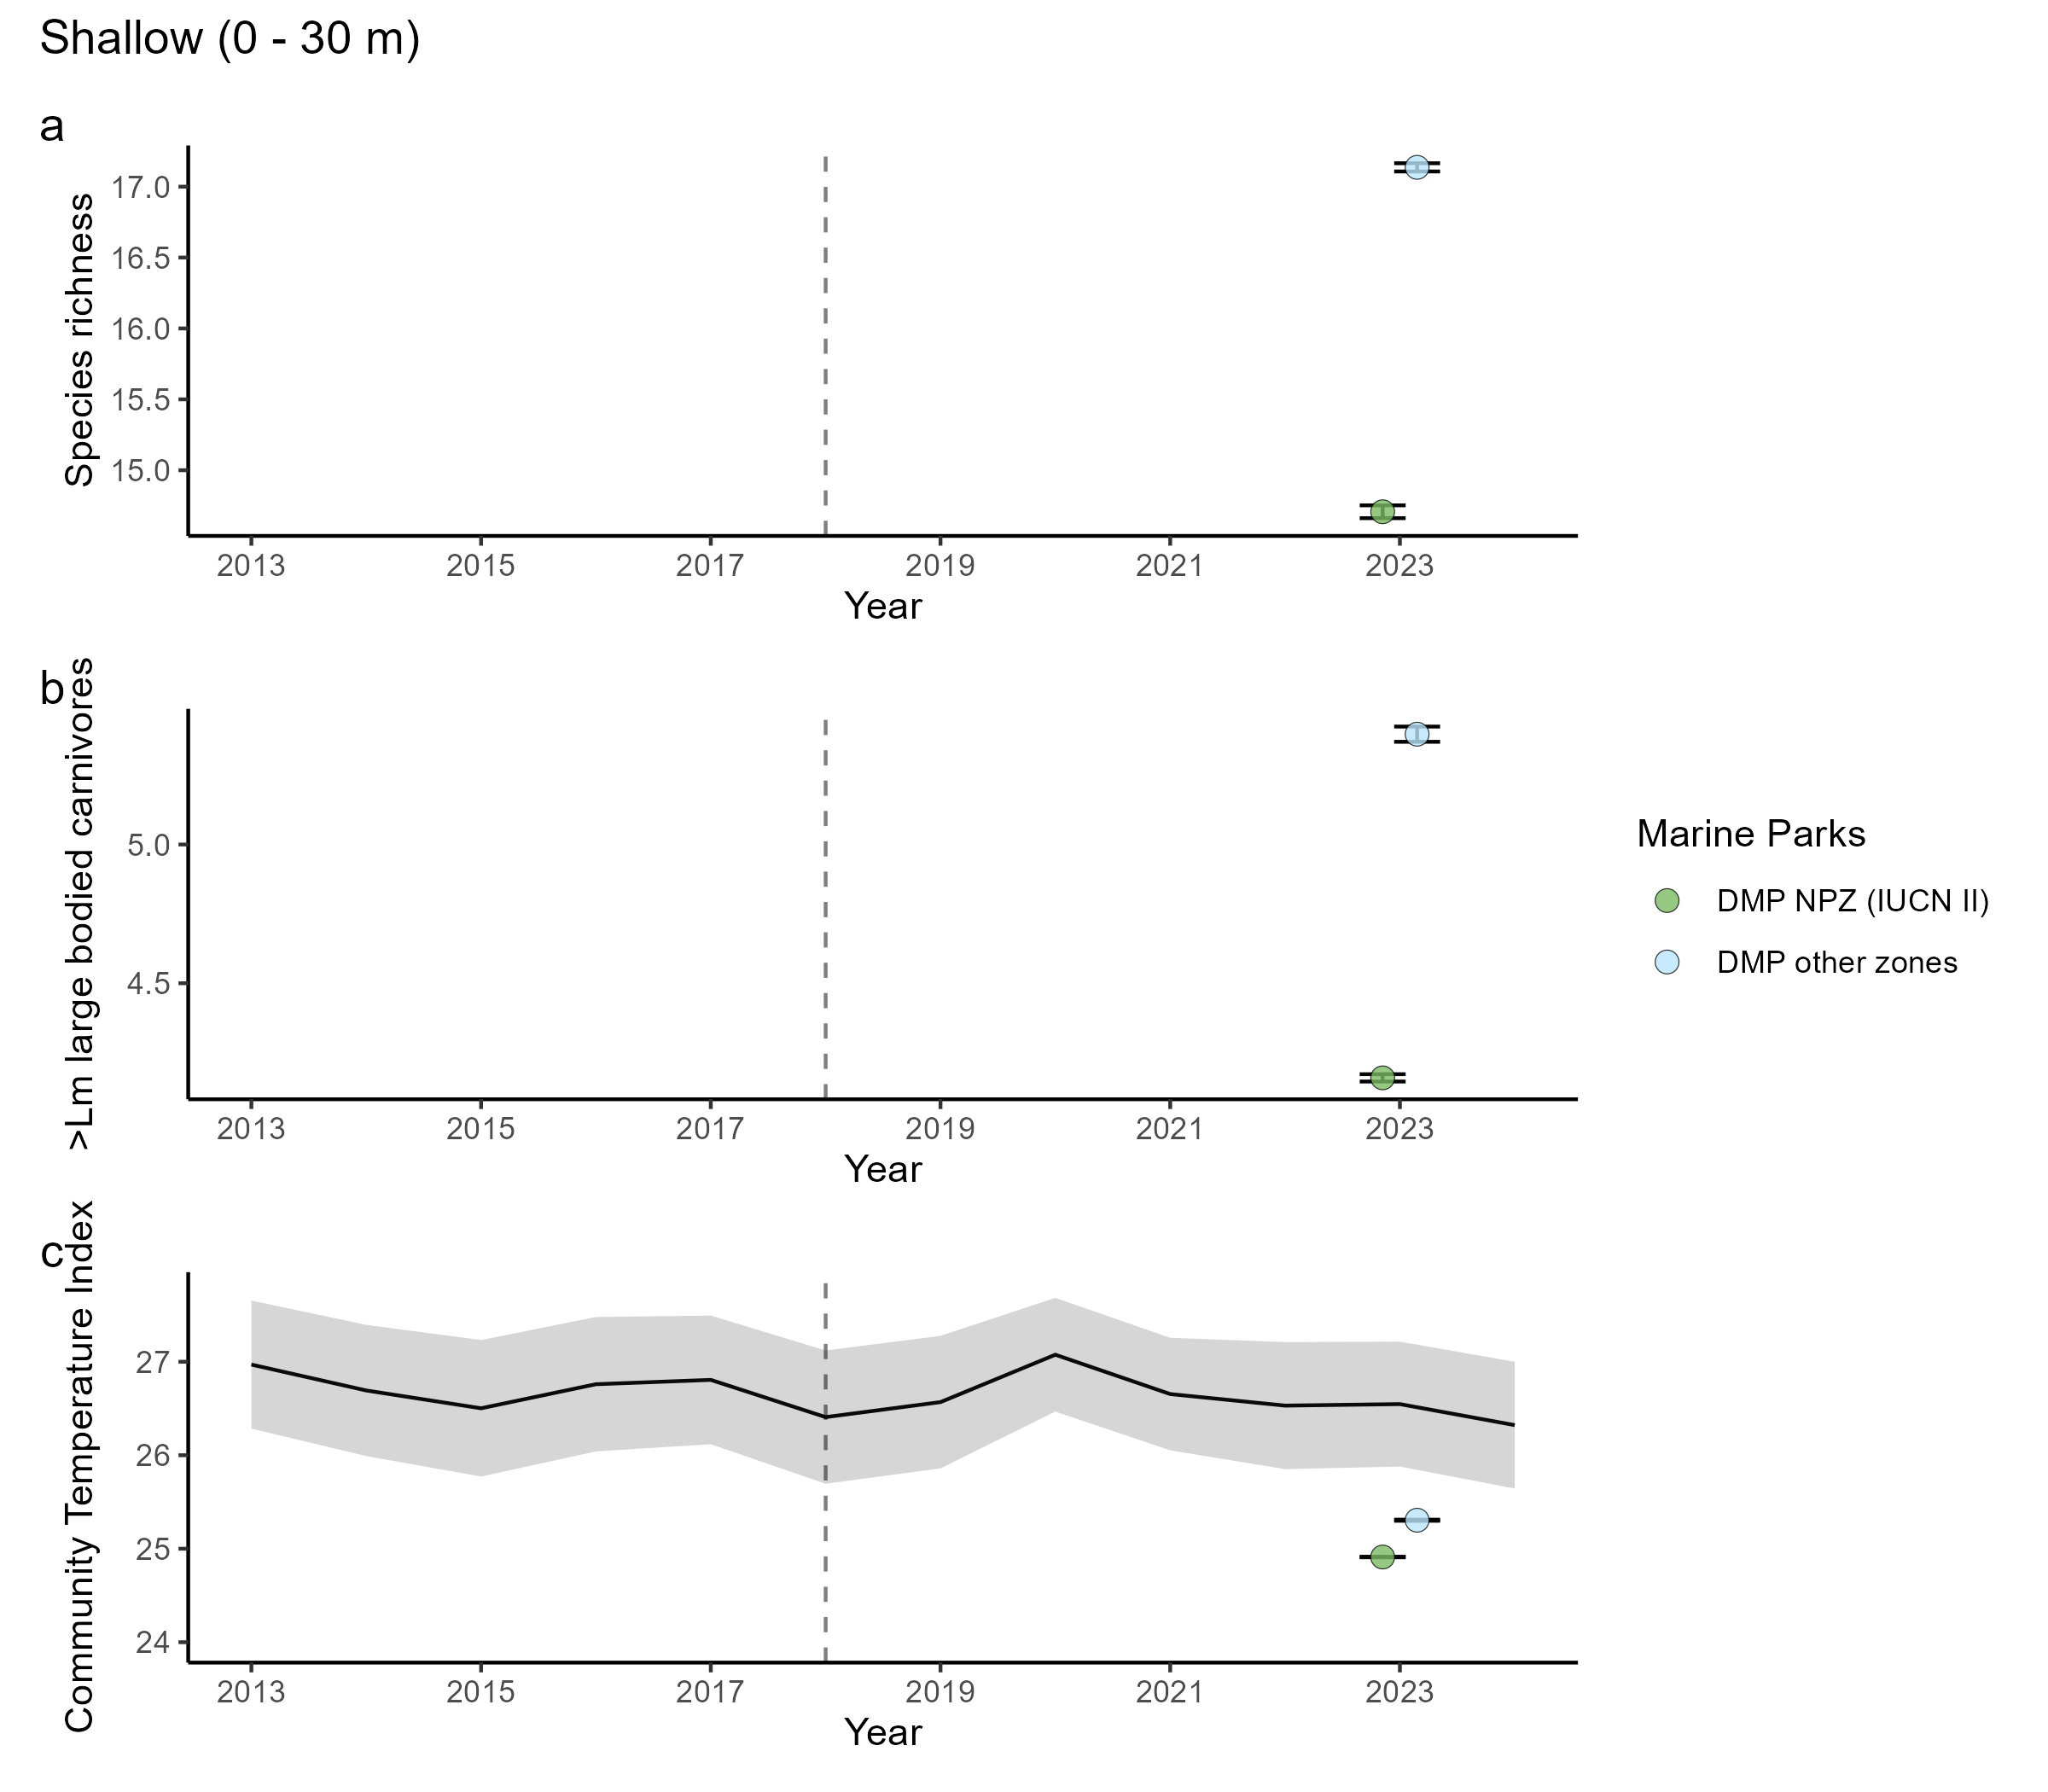 Shallow (0 - 30 m)
a
Species richness
17.0
16.5
16.0
15.5
15.0
2013 2015 2017 2019 2021 2023
Year
b
>Lm large bodied carnivores
5.0
4.5
2013 2015 2017 2019 2021 2023
Year
Marine Parks
DMP NPZ (IUCN II)
DMP other zones
c
Community Temperature Index
27
26
25
24
2013 2015 2017 2019 2021 2023
Year